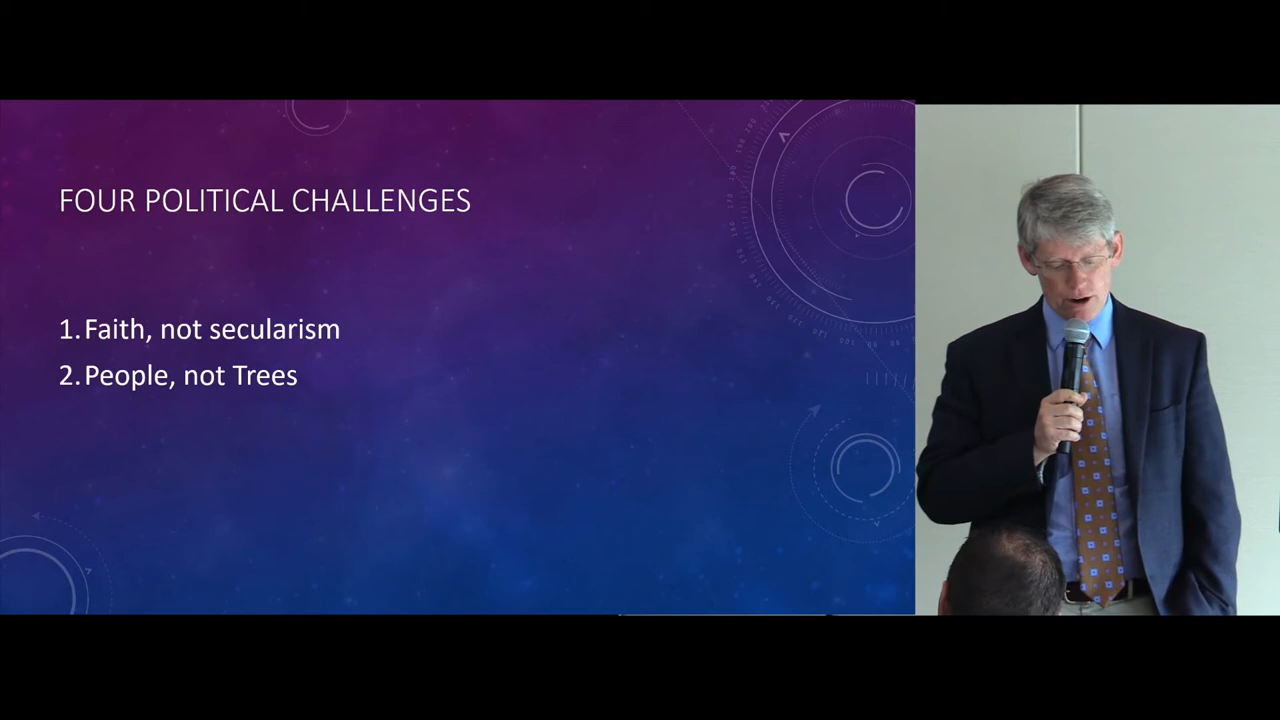 FOUR POLITICAL CHALLENGES
1. Faith, not secularism
2. People, not Trees